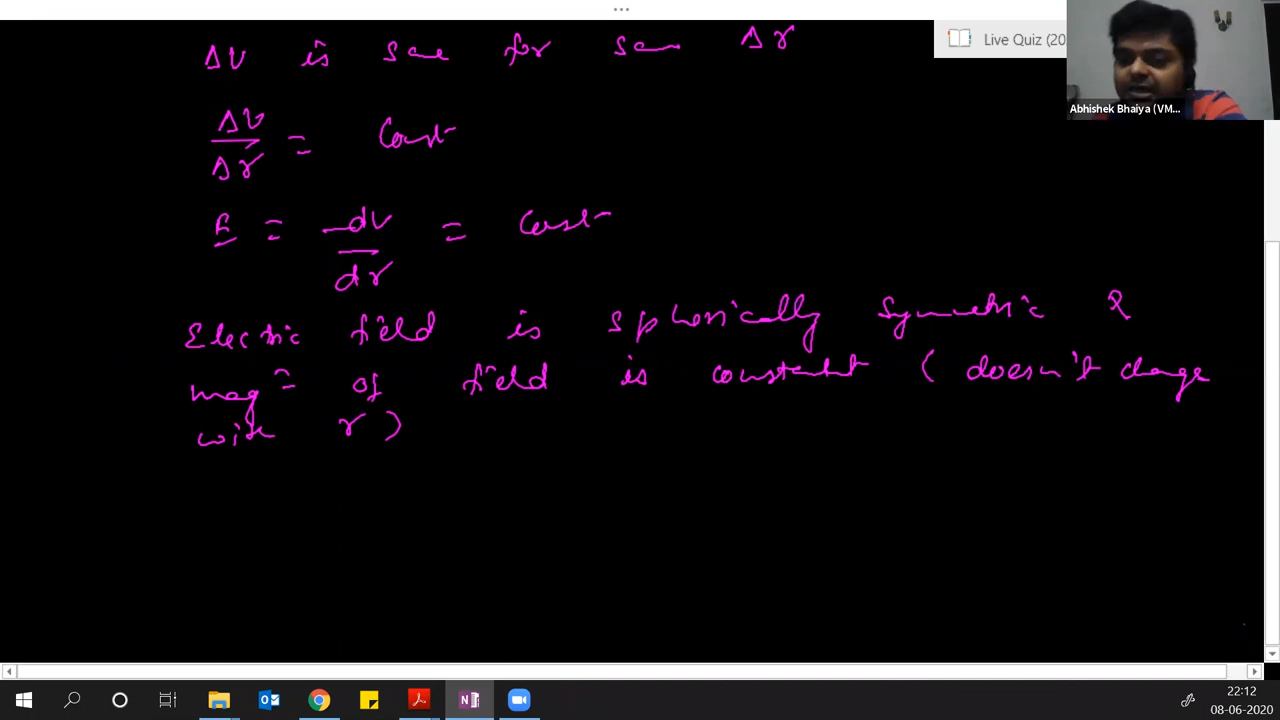 Live Quiz (20
ΔV is same for same Δr
Abhishek Bhaiya (VM...
ΔV/Δr = Const
E = -dV/dr = Const
Electric field is spherically symmetric &
magⁿ of field is constant (doesn't change
with r)
22:12
08-06-2020